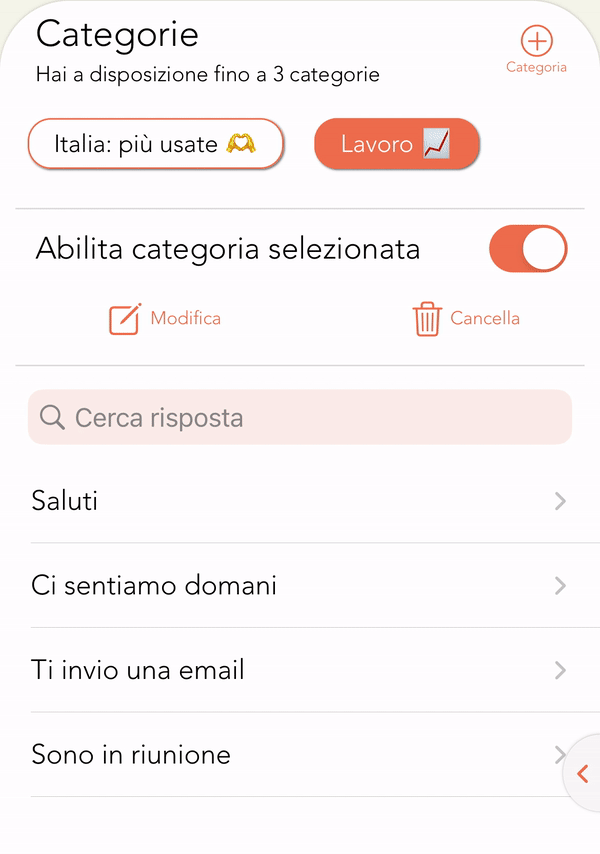 Categorie
Hai a disposizione fino a 3 categorie
Categoria
Italia: più usate 🫶
Lavoro 📈
Abilita categoria selezionata
Modifica
Cancella
Cerca risposta
Saluti
Ci sentiamo domani
Ti invio una email
Sono in riunione